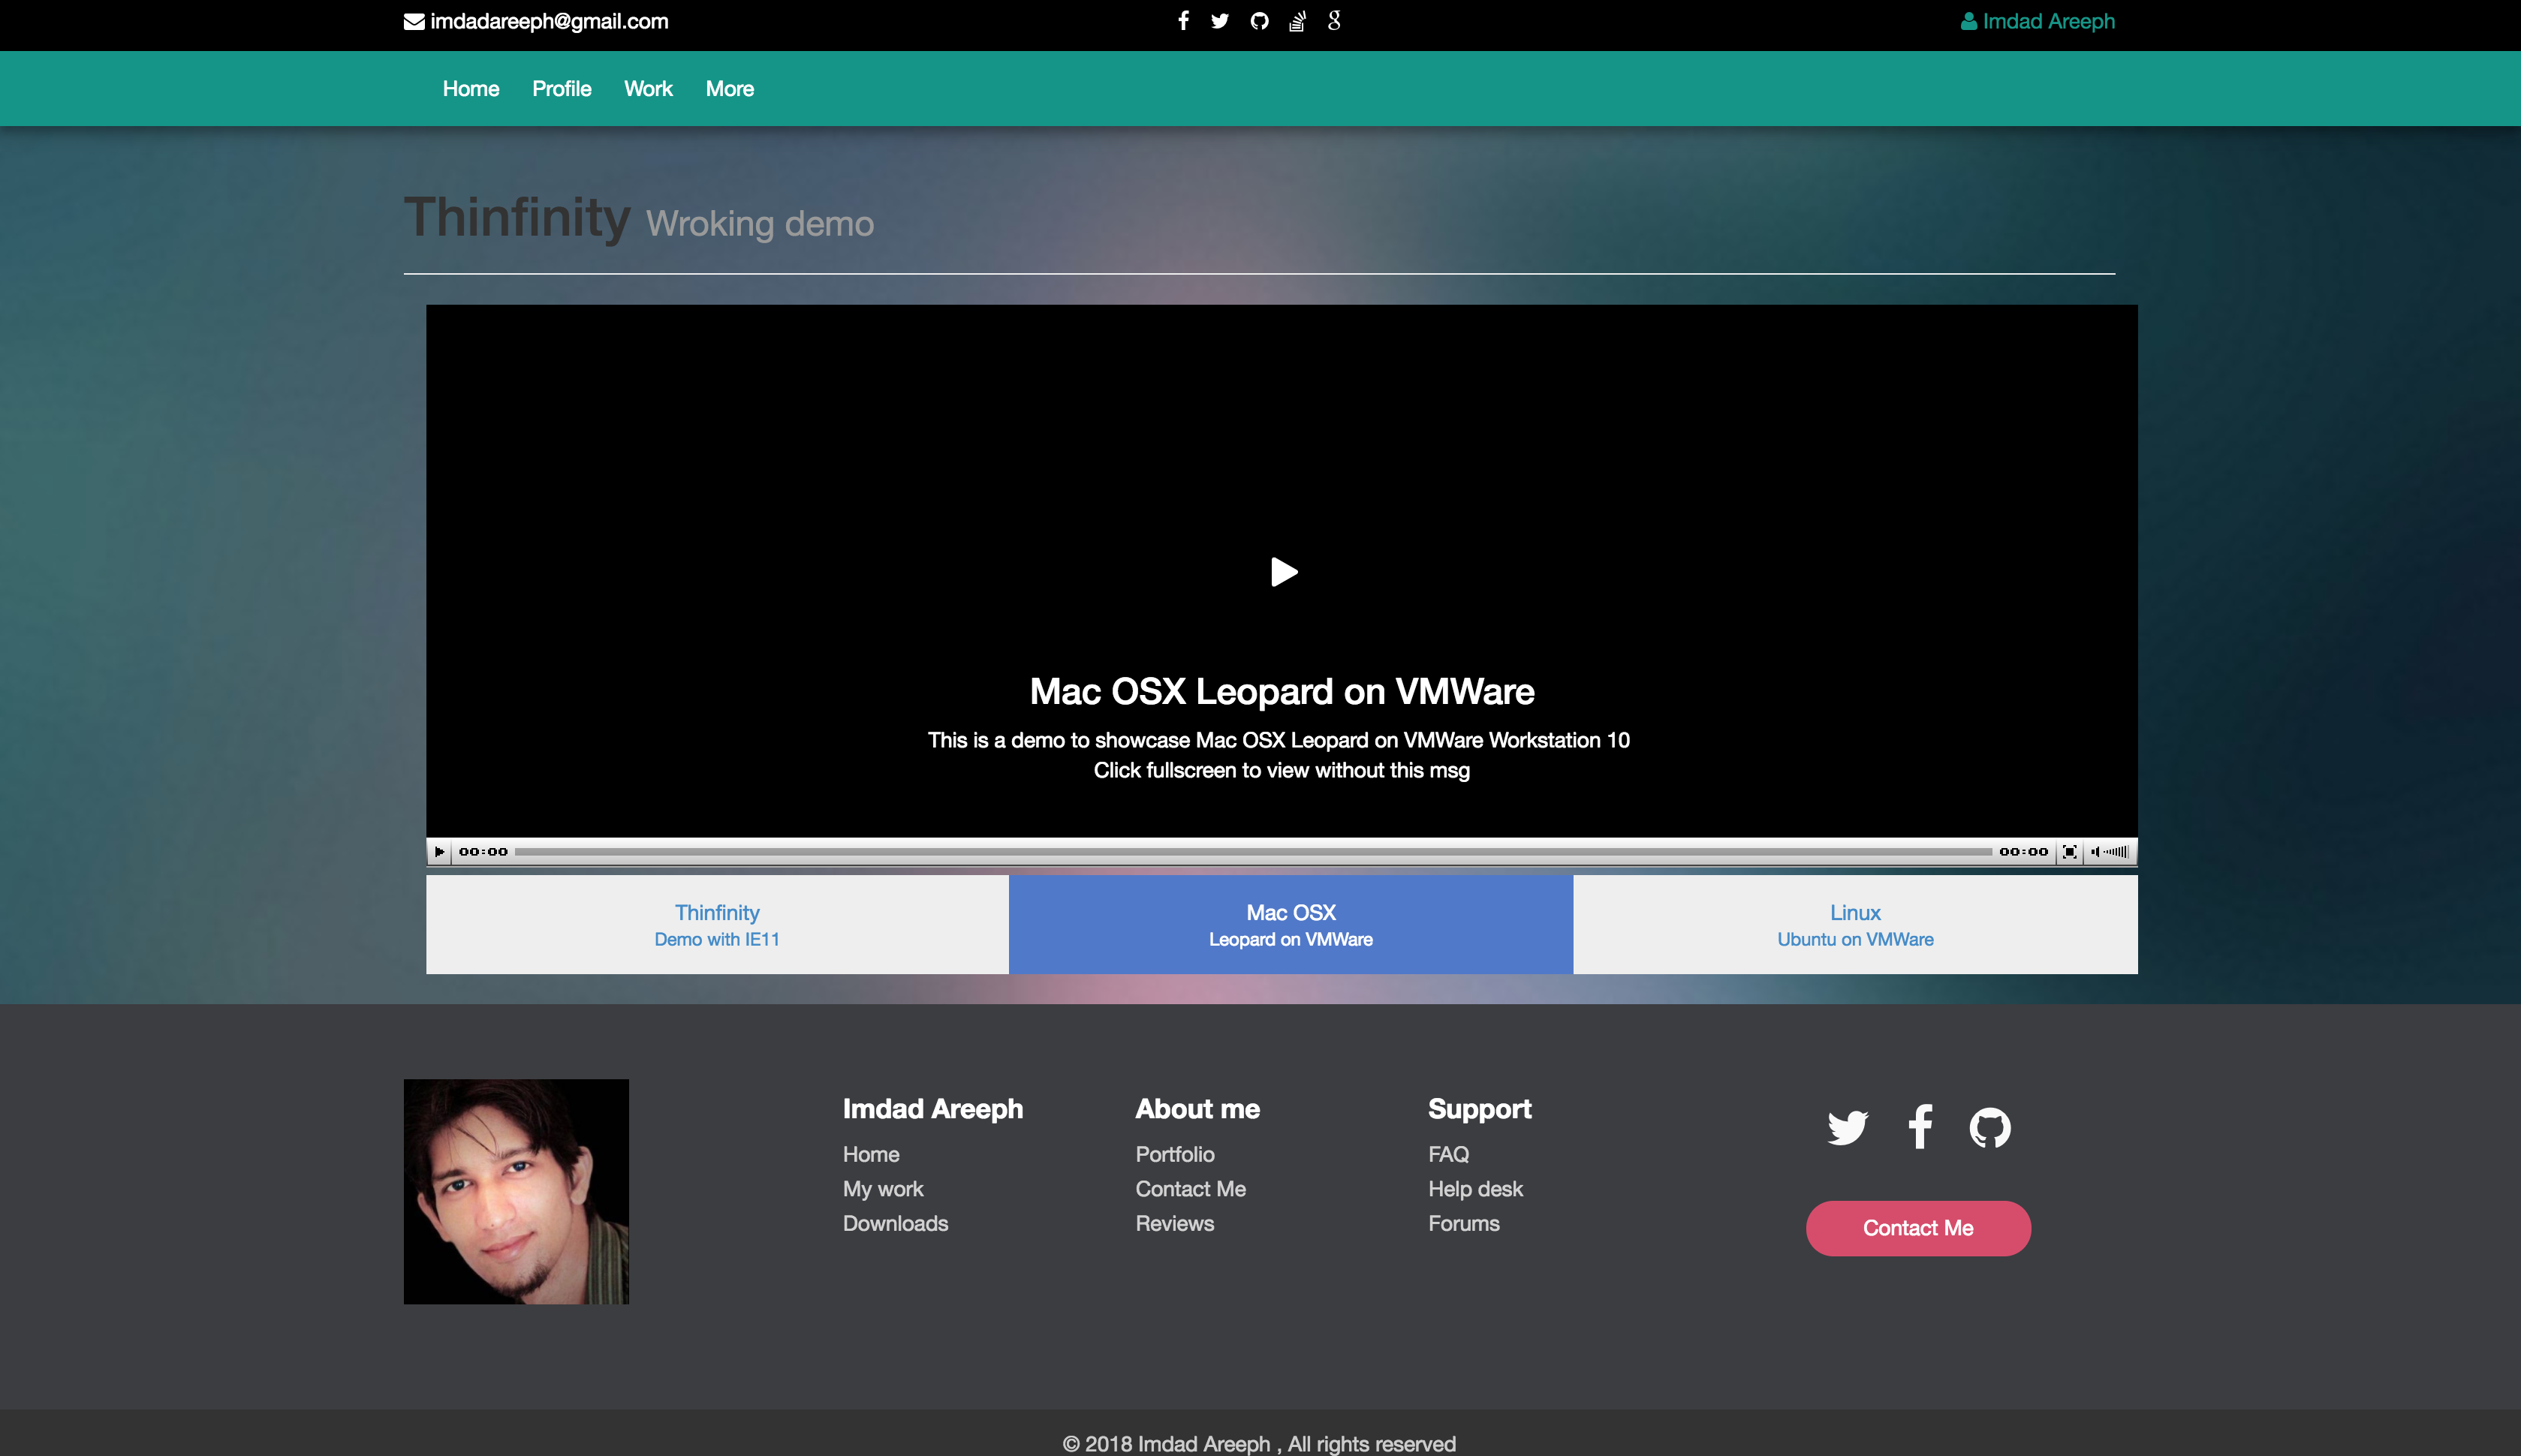 imdadareeph@gmail.com
Imdad Areeph
Home Profile Work More
Thinfinity Wroking demo
Mac OSX Leopard on VMWare
This is a demo to showcase Mac OSX Leopard on VMWare Workstation 10
Click fullscreen to view without this msg
00:00 00:00
Thinfinity
Demo with IE11
Mac OSX
Leopard on VMWare
Linux
Ubuntu on VMWare
Imdad Areeph
Home
My work
Downloads
About me
Portfolio
Contact Me
Reviews
Support
FAQ
Help desk
Forums
Contact Me
© 2018 Imdad Areeph , All rights reserved